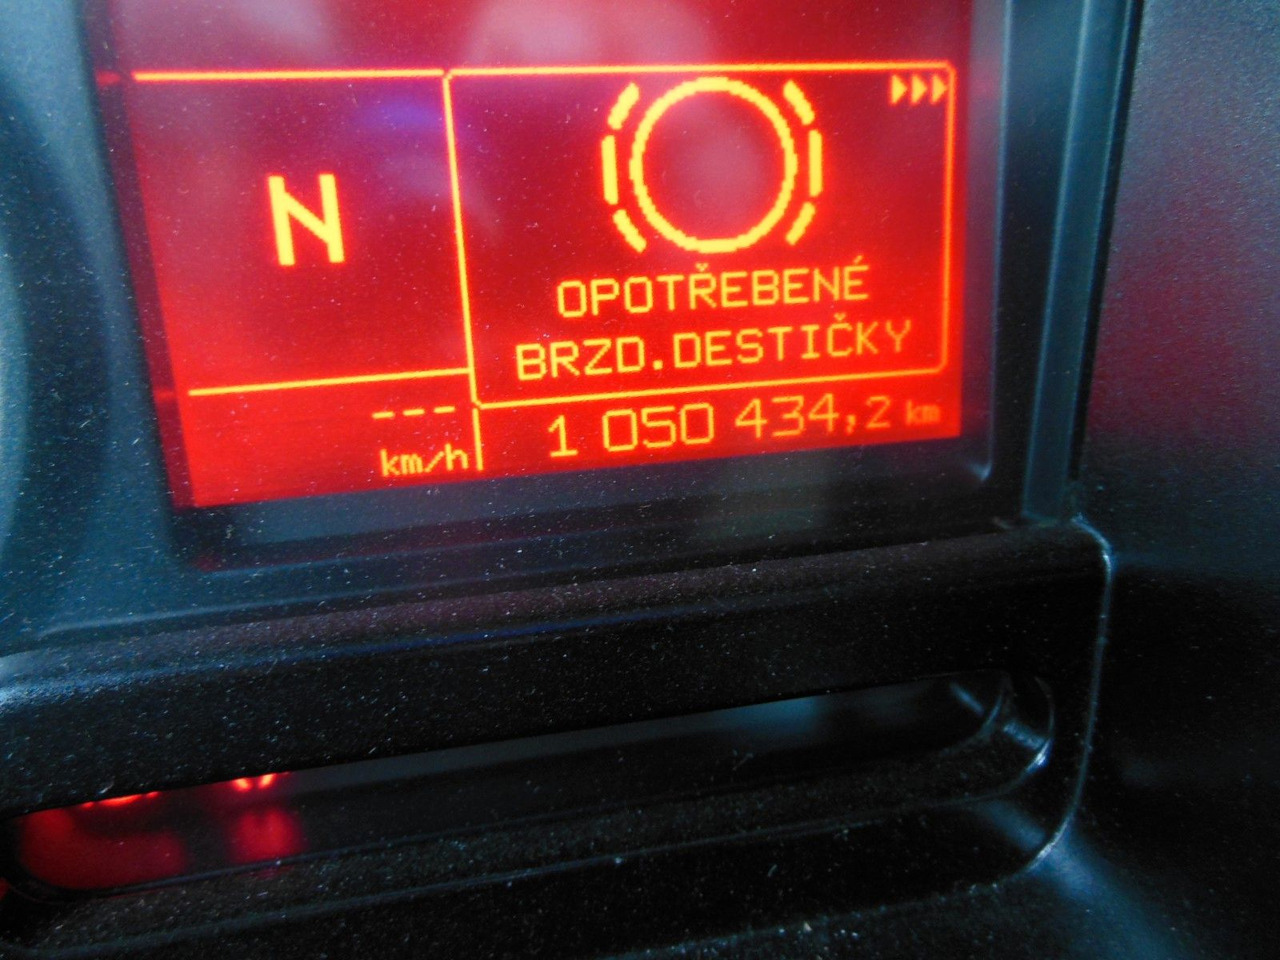 N
OPOTŘEBENÉ
BRZD.DESTIČKY
--- km/h
1 050 434,2 km